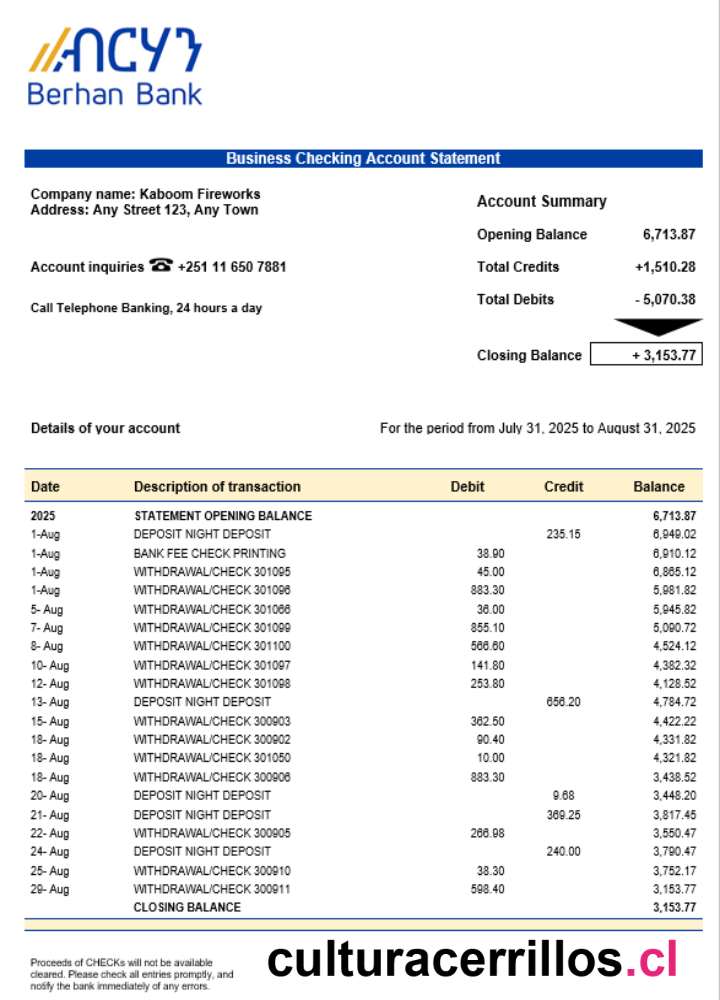 Berhan Bank
Business Checking Account Statement
Company name: Kaboom Fireworks
Address: Any Street 123, Any Town
Account inquiries ☎ +251 11 650 7881
Call Telephone Banking, 24 hours a day
Account Summary
Opening Balance 6,713.87
Total Credits +1,510.28
Total Debits - 5,070.38
Closing Balance + 3,153.77
Details of your account For the period from July 31, 2025 to August 31, 2025
Date Description of transaction Debit Credit Balance
2025 STATEMENT OPENING BALANCE 6,713.87
1-Aug DEPOSIT NIGHT DEPOSIT 235.15 6,949.02
1-Aug BANK FEE CHECK PRINTING 38.90 6,910.12
1-Aug WITHDRAWAL/CHECK 301095 45.00 6,865.12
1-Aug WITHDRAWAL/CHECK 301096 883.30 5,981.82
5- Aug WITHDRAWAL/CHECK 301066 36.00 5,945.82
7- Aug WITHDRAWAL/CHECK 301099 855.10 5,090.72
8- Aug WITHDRAWAL/CHECK 301100 566.60 4,524.12
10- Aug WITHDRAWAL/CHECK 301097 141.80 4,382.32
12- Aug WITHDRAWAL/CHECK 301098 253.80 4,128.52
13- Aug DEPOSIT NIGHT DEPOSIT 656.20 4,784.72
15- Aug WITHDRAWAL/CHECK 300903 362.50 4,422.22
18- Aug WITHDRAWAL/CHECK 300902 90.40 4,331.82
18- Aug WITHDRAWAL/CHECK 301050 10.00 4,321.82
18- Aug WITHDRAWAL/CHECK 300906 883.30 3,438.52
20- Aug DEPOSIT NIGHT DEPOSIT 9.68 3,448.20
21- Aug DEPOSIT NIGHT DEPOSIT 369.25 3,817.45
22- Aug WITHDRAWAL/CHECK 300905 266.98 3,550.47
24- Aug DEPOSIT NIGHT DEPOSIT 240.00 3,790.47
25- Aug WITHDRAWAL/CHECK 300910 38.30 3,752.17
29- Aug WITHDRAWAL/CHECK 300911 598.40 3,153.77
CLOSING BALANCE 3,153.77
Proceeds of CHECKs will not be available
cleared. Please check all entries promptly, and
notify the bank immediately of any errors.
culturacerrillos.cl